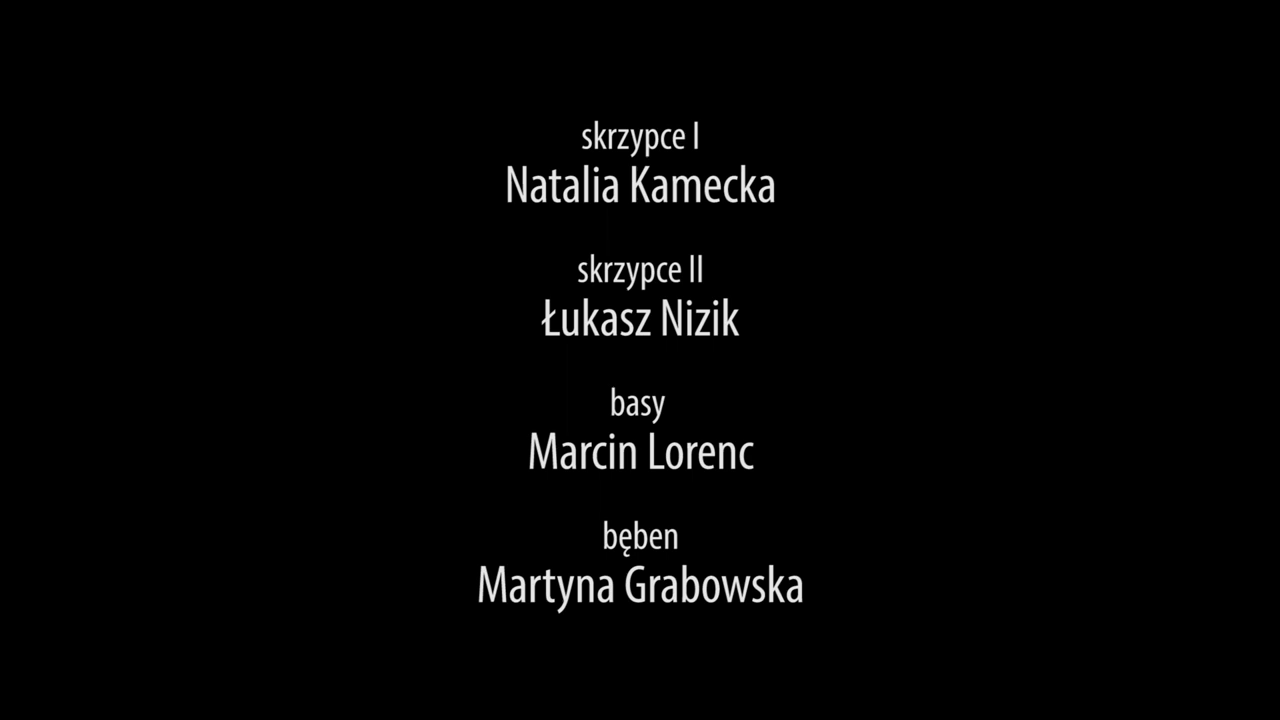 skrzypce I
Natalia Kamecka
skrzypce II
Łukasz Nizik
basy
Marcin Lorenc
bęben
Martyna Grabowska